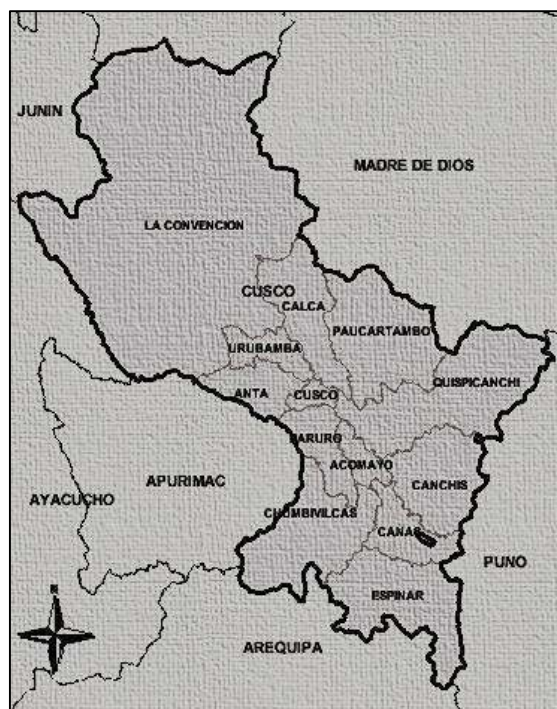 JUNIN
MADRE DE DIOS
LA CONVENCION
CUSCO
CALCA
PAUCARTAMBO
URUBAMBA
QUISPICANCHI
ANTA
CUSCO
PARURO
ACOMAYO
CANCHIS
APURIMAC
AYACUCHO
CHUMBIVILCAS
CANAS
PUNO
ESPINAR
AREQUIPA
N